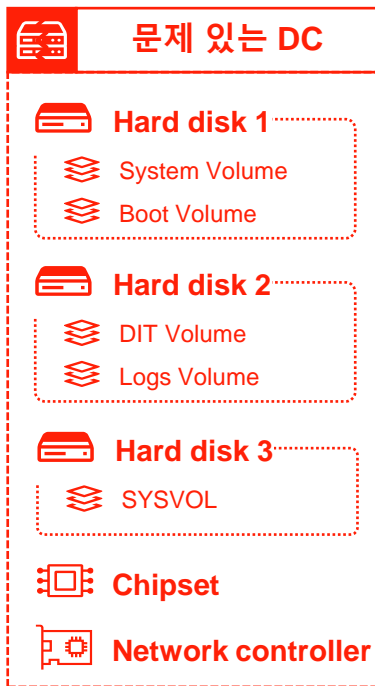 문제 있는 DC
Hard disk 1
System Volume
Boot Volume
Hard disk 2
DIT Volume
Logs Volume
Hard disk 3
SYSVOL
Chipset
Network controller